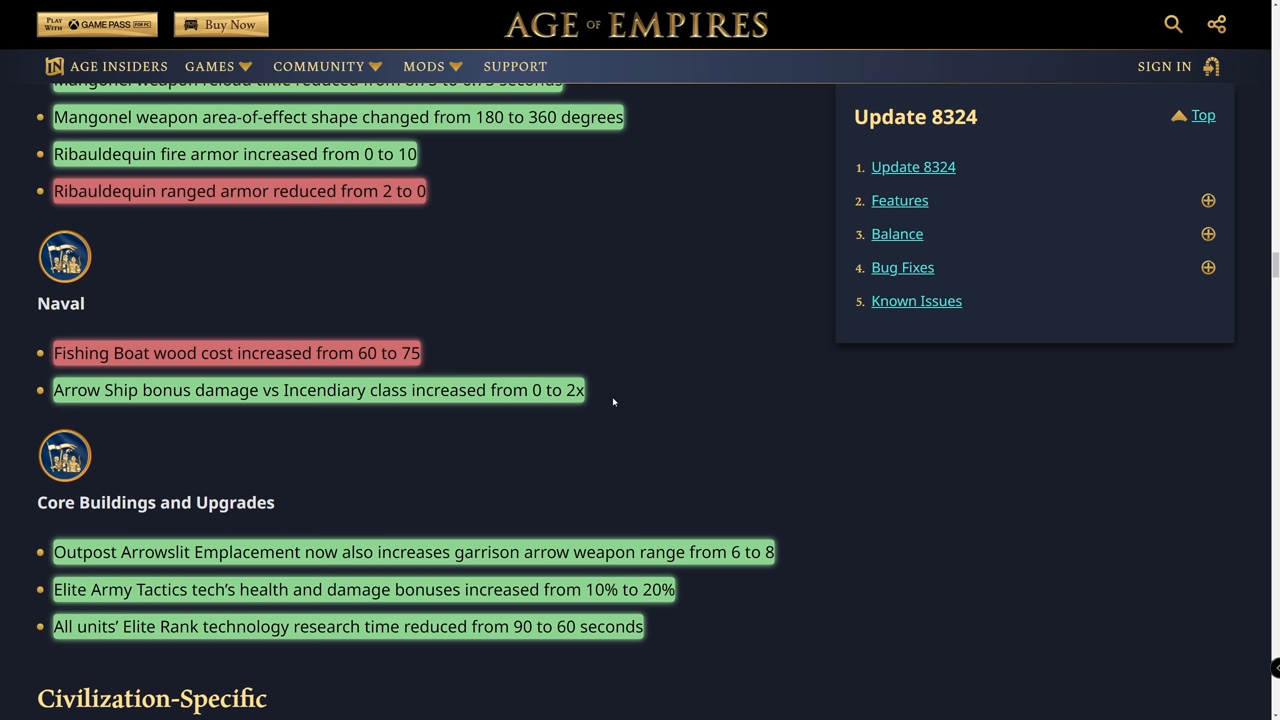 PLAY WITH GAME PASS FOR PC
Buy Now
AGE OF EMPIRES
AGE INSIDERS
GAMES
COMMUNITY
MODS
SUPPORT
SIGN IN
Mangonel weapon area-of-effect shape changed from 180 to 360 degrees
Ribauldequin fire armor increased from 0 to 10
Ribauldequin ranged armor reduced from 2 to 0
Naval
Fishing Boat wood cost increased from 60 to 75
Arrow Ship bonus damage vs Incendiary class increased from 0 to 2x
Core Buildings and Upgrades
Outpost Arrowslit Emplacement now also increases garrison arrow weapon range from 6 to 8
Elite Army Tactics tech's health and damage bonuses increased from 10% to 20%
All units' Elite Rank technology research time reduced from 90 to 60 seconds
Civilization-Specific
Update 8324
Top
1. Update 8324
2. Features
3. Balance
4. Bug Fixes
5. Known Issues